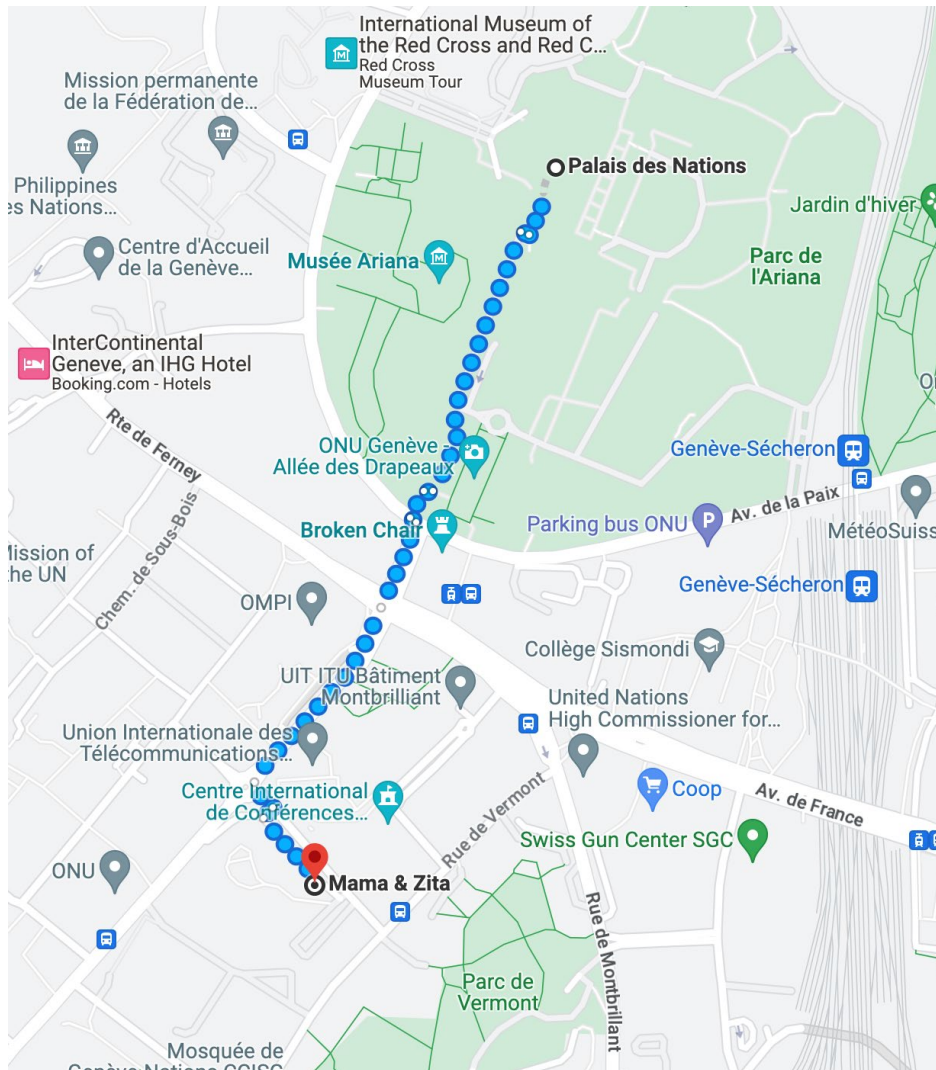 International Museum of
the Red Cross and Red C...
Red Cross
Museum Tour
Mission permanente
de la Fédération de...
Palais des Nations
Philippines
es Nations...
Jardin d'hiver
Centre d'Accueil
de la Genève...
Musée Ariana
Parc de
l'Ariana
InterContinental
Geneve, an IHG Hotel
Booking.com - Hotels
Rte de Ferney
ONU Genève -
Allée des Drapeaux
Genève-Sécheron
Chem. de Sous-Bois
Av. de la Paix
Broken Chair
Parking bus ONU
P
MétéoSuiss
Mission of
the UN
Genève-Sécheron
OMPI
Collège Sismondi
UIT ITU Bâtiment
Montbrilliant
United Nations
High Commissioner for...
Union Internationale des
Télécommunications...
Centre International
de Conférences...
Coop
Av. de France
Rue de Vermont
Swiss Gun Center SGC
ONU
Mama & Zita
Rue de Montbrillant
Parc de
Vermont
Mosquée de